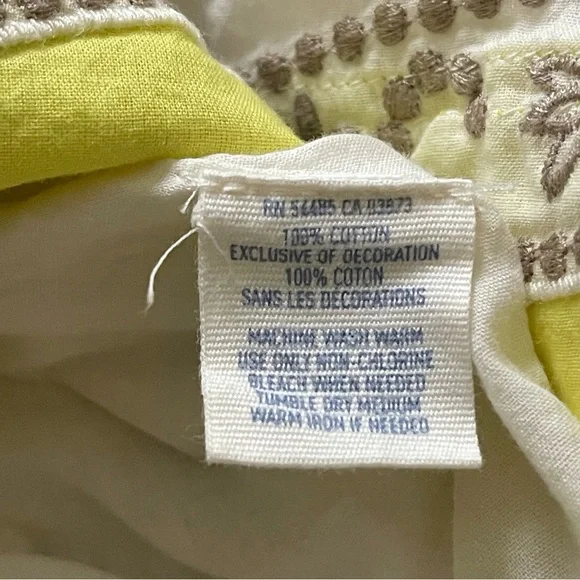 RN 54485 CA 03873
100% COTTON
EXCLUSIVE OF DECORATION
100% COTON
SANS LES DECORATIONS
MACHINE WASH WARM
USE ONLY NON-CHLORINE
BLEACH WHEN NEEDED
TUMBLE DRY MEDIUM
WARM IRON IF NEEDED